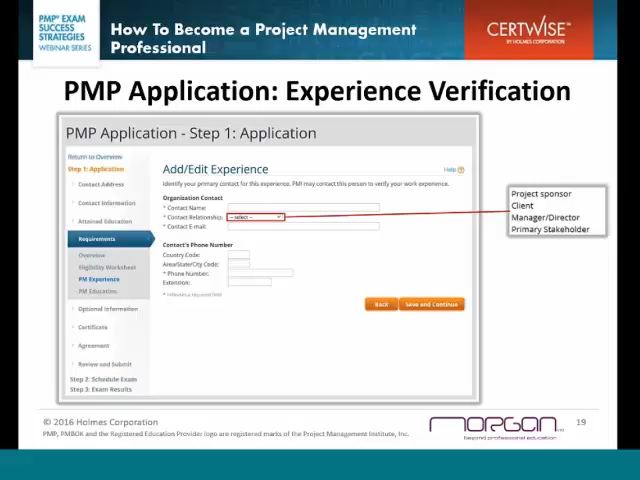 PMP® EXAM
SUCCESS
STRATEGIES
WEBINAR SERIES
How To Become a Project Management
Professional
CERTWISE™
BY HOLMES CORPORATION
PMP Application: Experience Verification
PMP Application - Step 1: Application
Return to Overview
Step 1: Application
Contact Address
Contact Information
Attained Education
Requirements
Overview
Eligibility Worksheet
PM Experience
PM Education
Optional Information
Certificate
Agreement
Review and Submit
Step 2: Schedule Exam
Step 3: Exam Results
Add/Edit Experience
Help
Identify your primary contact for this experience. PMI may contact this person to verify your work experience.
Organization Contact
* Contact Name:
* Contact Relationship: -- select --
* Contact E-mail:
Contact's Phone Number
Country Code:
Area/State/City Code:
* Phone Number:
Extension:
* Indicates a required field
Back
Save and Continue
Project sponsor
Client
Manager/Director
Primary Stakeholder
© 2016 Holmes Corporation
PMP, PMBOK and the Registered Education Provider logo are registered marks of the Project Management Institute, Inc.
MORGAN
beyond professional education
19